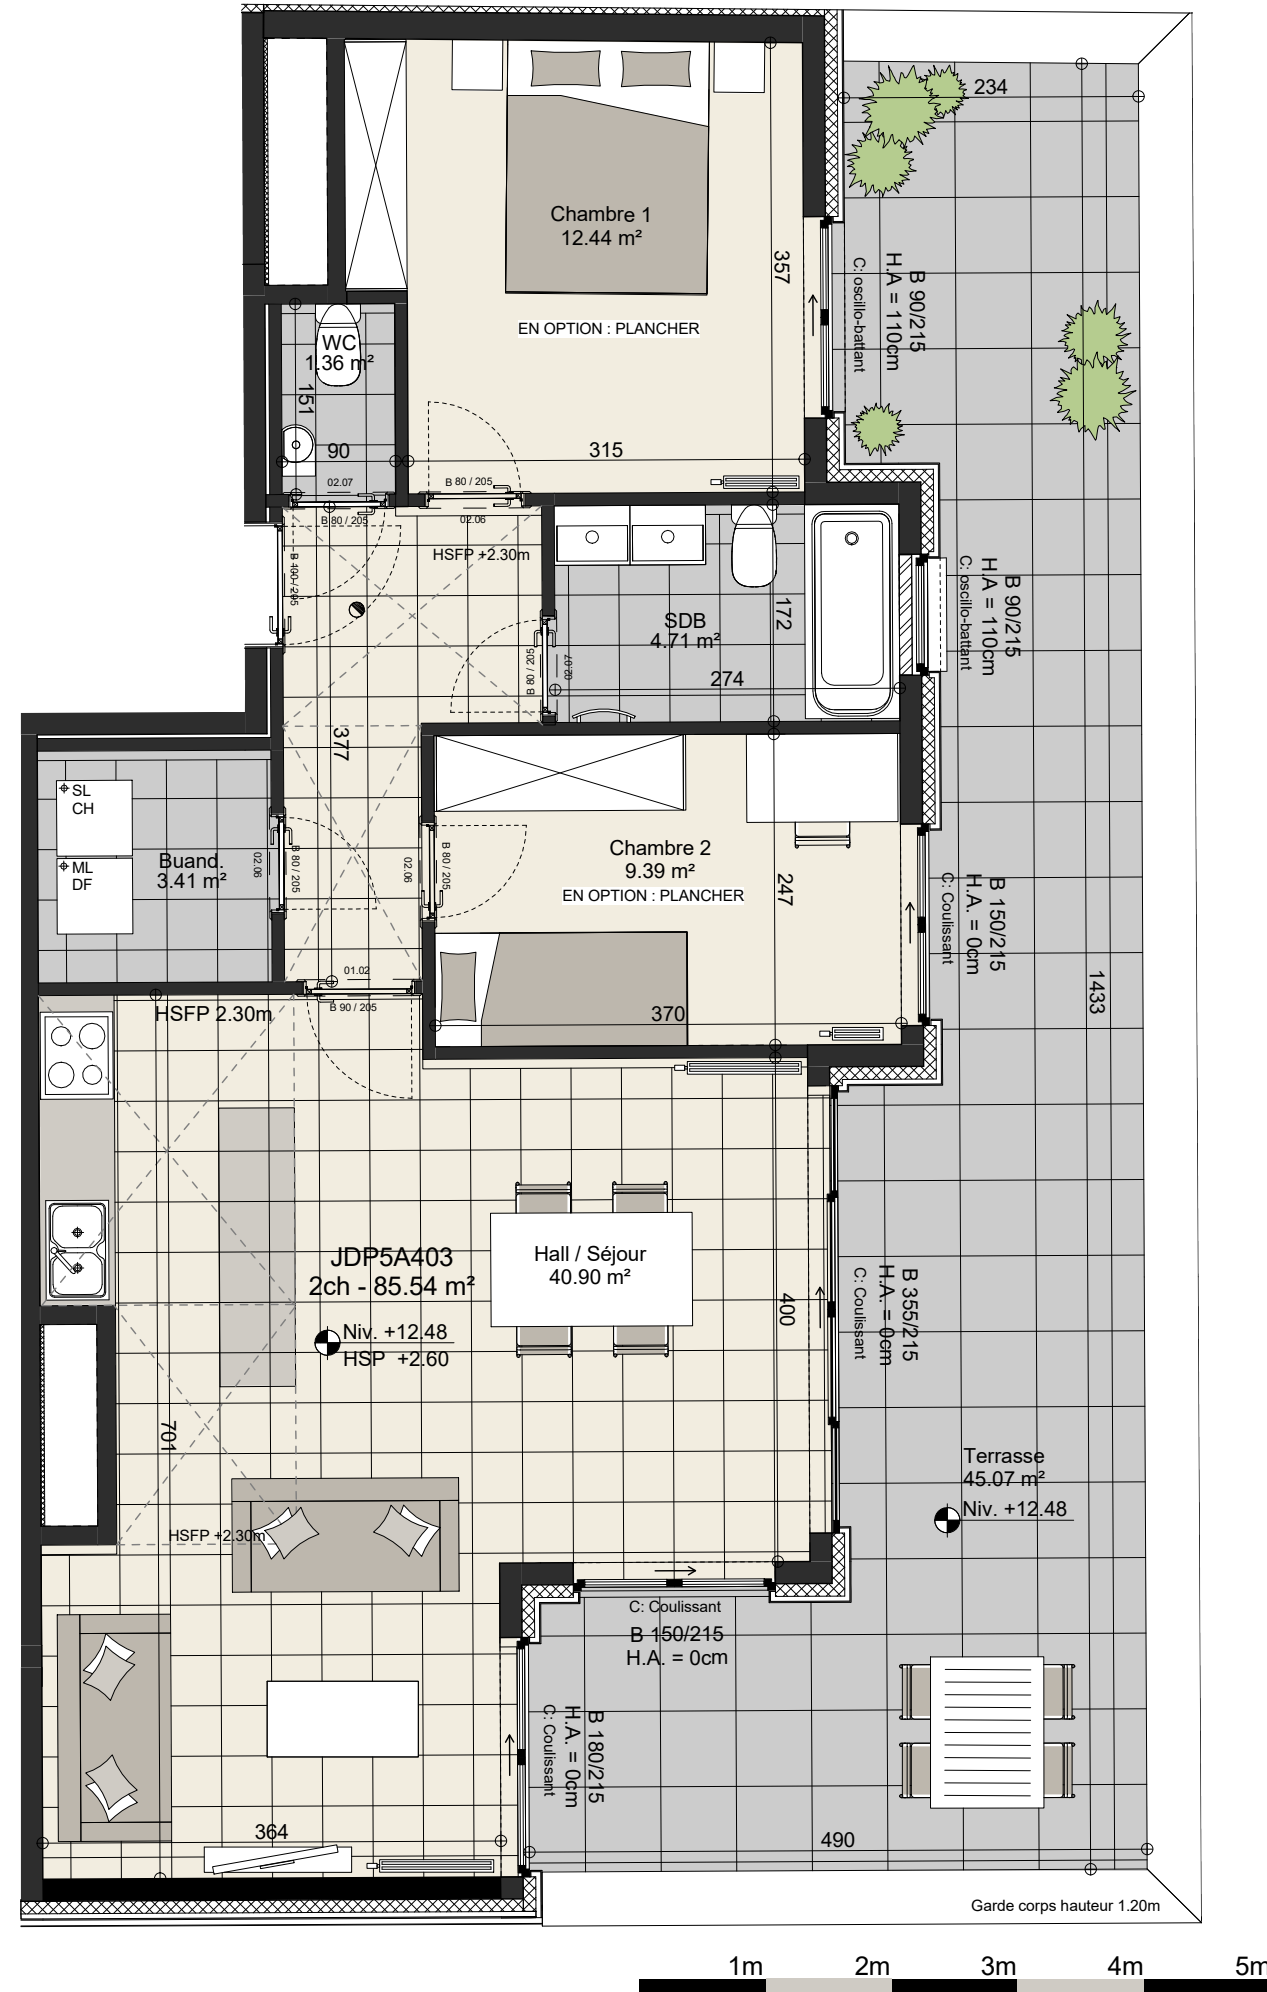 234
Chambre 1
12.44 m²
357
B 90/215
H.A = 110cm
C: oscillo-battant
EN OPTION : PLANCHER
WC
1.36 m²
151
90
315
02.07
B 80 / 205
B 80 / 205
02.06
HSFP +2.30m
B 100 / 205
SDB
4.71 m²
172
274
B 80 / 205
02.07
B 90/215
H.A = 110cm
C: oscillo-battant
377
SL
CH
ML
DF
Buand.
3.41 m²
02.06
B 80 / 205
02.06
B 80 / 205
Chambre 2
9.39 m²
EN OPTION : PLANCHER
247
370
B 150/215
H.A. = 0cm
C: Coulissant
1433
01.02
B 90 / 205
HSFP 2.30m
JDP5A403
2ch - 85.54 m²
Niv. +12.48
HSP +2.60
Hall / Séjour
40.90 m²
400
B 355/215
H.A. = 0cm
C: Coulissant
701
HSFP +2.30m
Terrasse
45.07 m²
Niv. +12.48
C: Coulissant
B 150/215
H.A. = 0cm
B 180/215
H.A. = 0cm
C: Coulissant
364
490
Garde corps hauteur 1.20m
1m 2m 3m 4m 5m